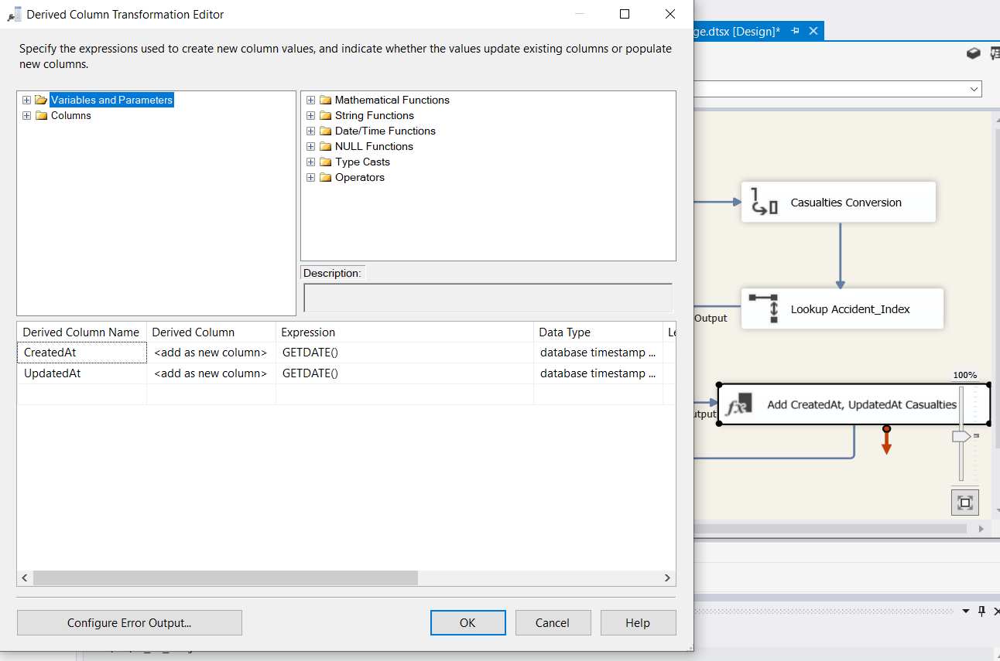 Derived Column Transformation Editor
Specify the expressions used to create new column values, and indicate whether the values update existing columns or populate
new columns.
Variables and Parameters
Columns
Mathematical Functions
String Functions
Date/Time Functions
NULL Functions
Type Casts
Operators
Description:
Derived Column Name Derived Column Expression Data Type
CreatedAt <add as new column> GETDATE() database timestamp ...
UpdatedAt <add as new column> GETDATE() database timestamp ...
Configure Error Output... OK Cancel Help
ge.dtsx [Design]*
Casualties Conversion
Output
Lookup Accident_Index
100%
utput
Add CreatedAt, UpdatedAt Casualties